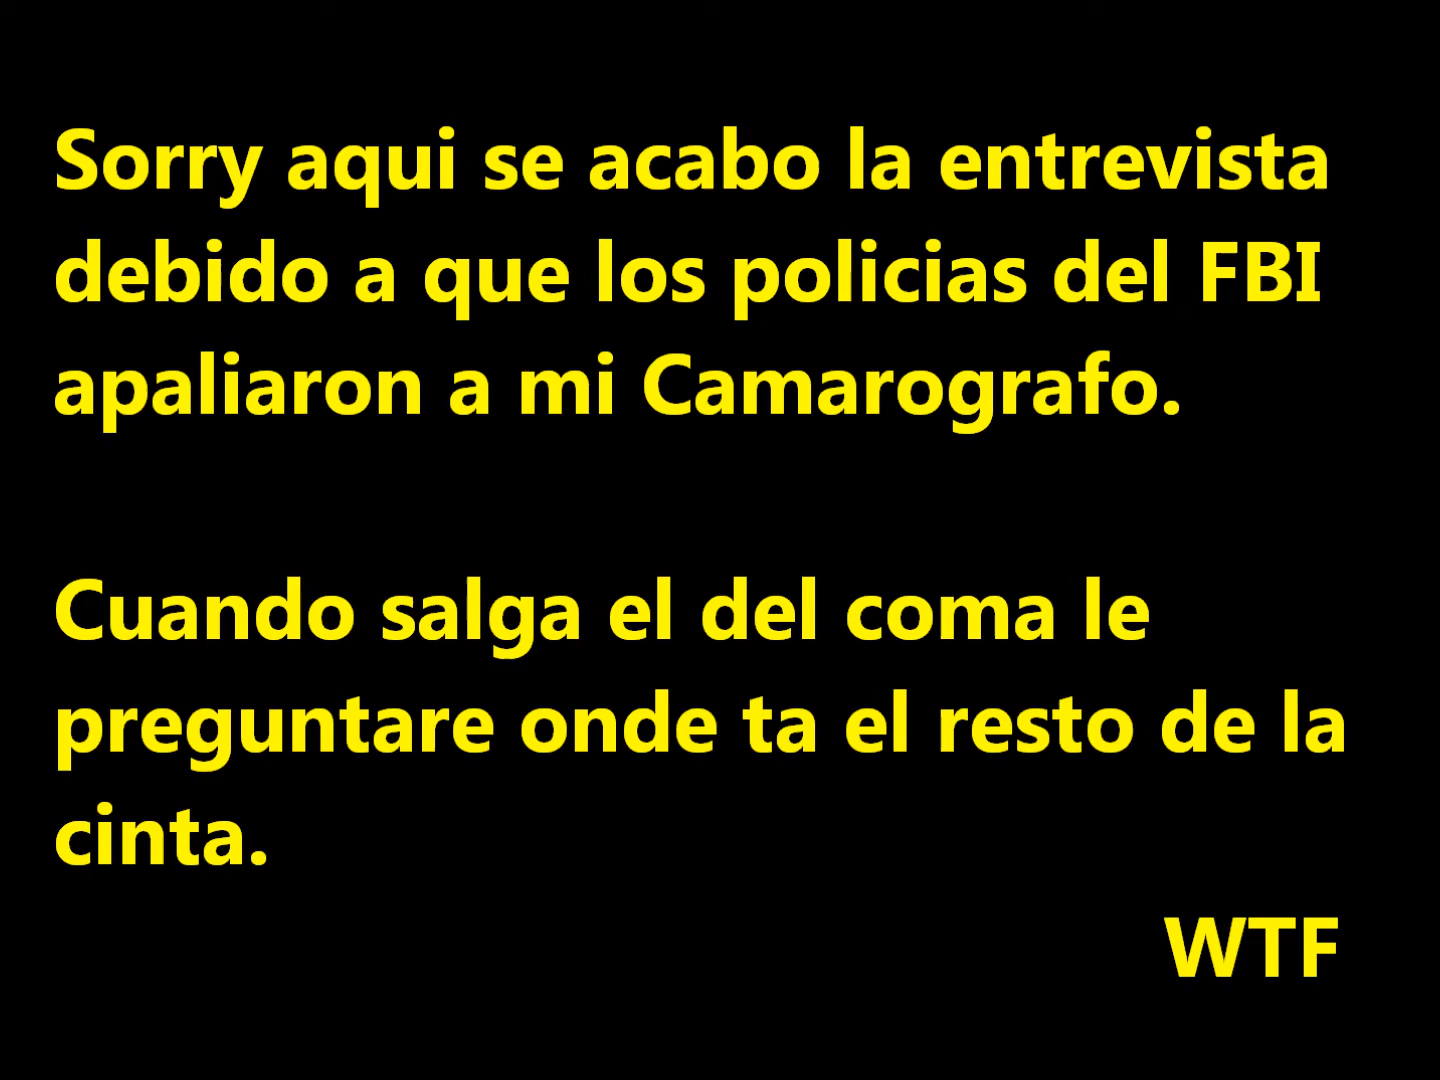 Sorry aqui se acabo la entrevista
debido a que los policias del FBI
apaliaron a mi Camarografo.
Cuando salga el del coma le
preguntare onde ta el resto de la
cinta.
WTF